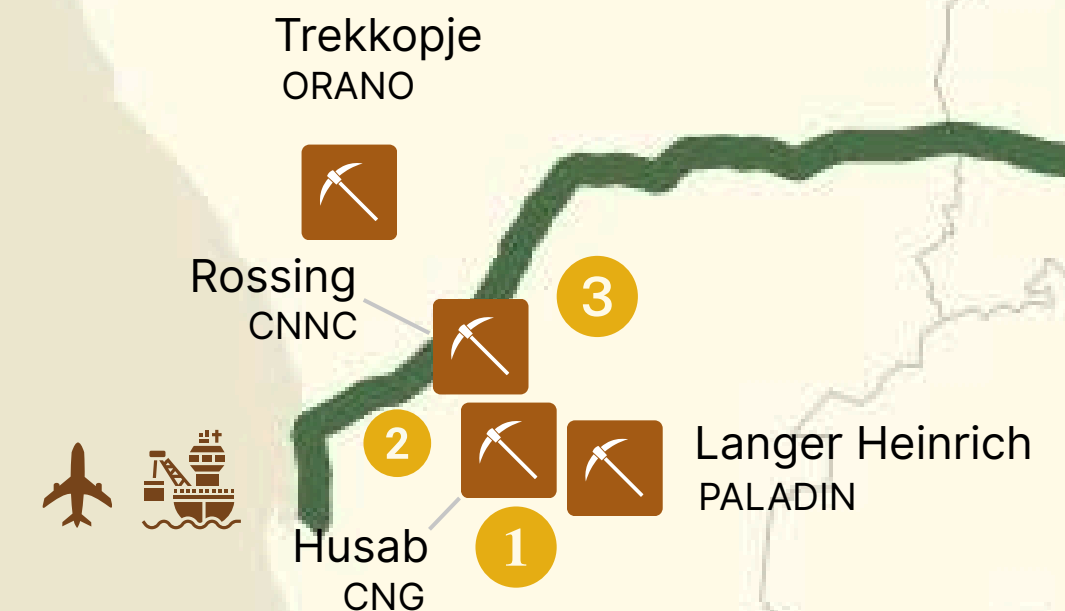 Trekkopje
ORANO
Rossing
CNNC
3
2
Langer Heinrich
PALADIN
Husab
CNG
1